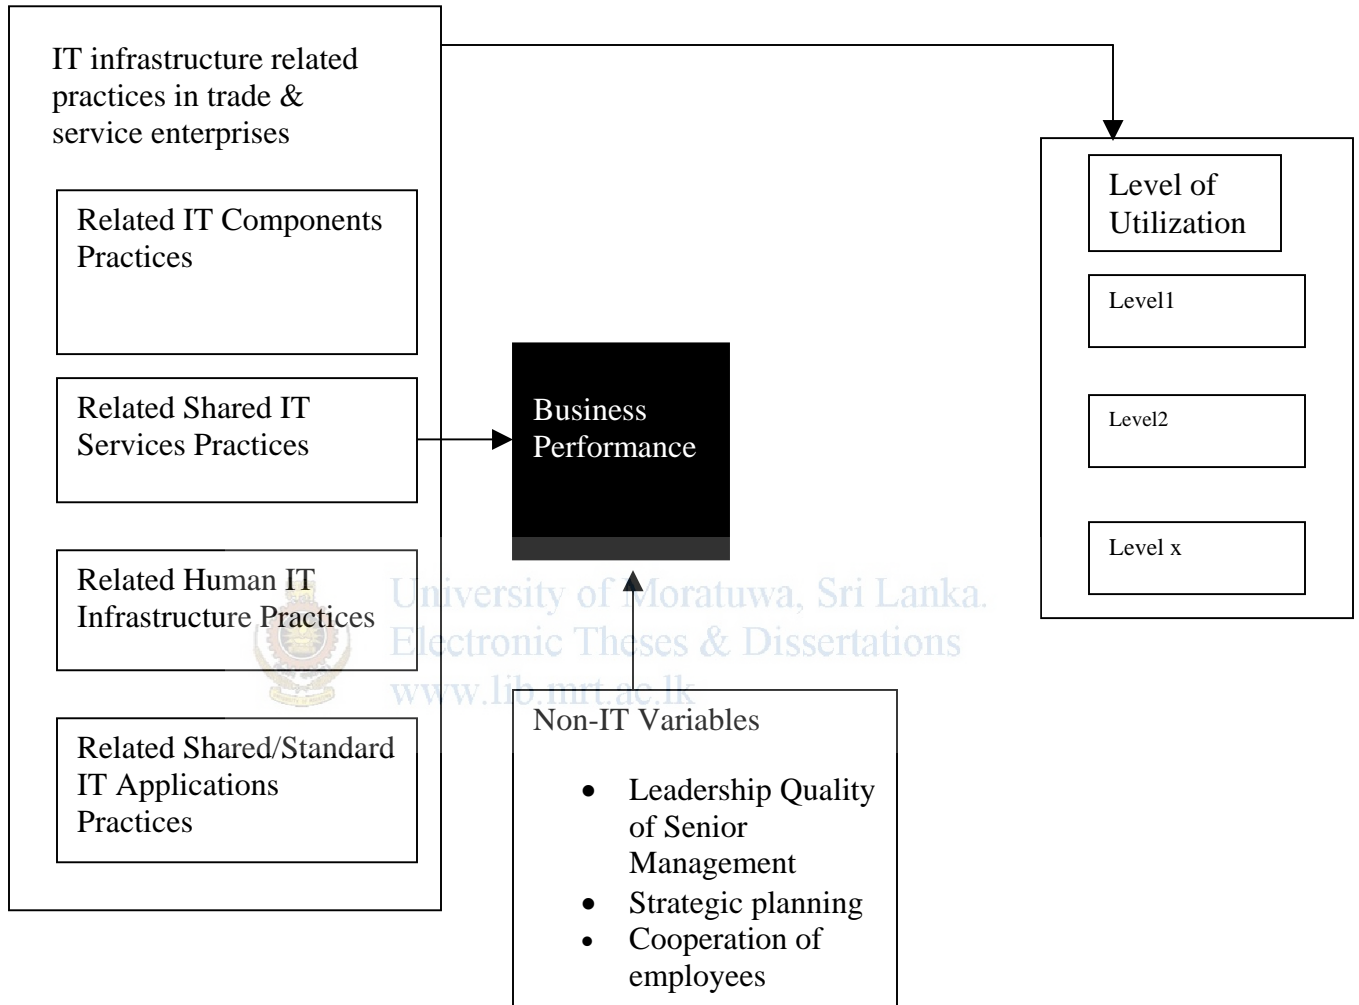 IT infrastructure related
practices in trade &
service enterprises
Related IT Components
Practices
Related Shared IT
Services Practices
Related Human IT
Infrastructure Practices
Related Shared/Standard
IT Applications
Practices
Business
Performance
University of Moratuwa, Sri Lanka.
Electronic Theses & Dissertations
www.lib.mrt.ac.lk
Non-IT Variables
• Leadership Quality
of Senior
Management
• Strategic planning
• Cooperation of
employees
Level of
Utilization
Level1
Level2
Level x